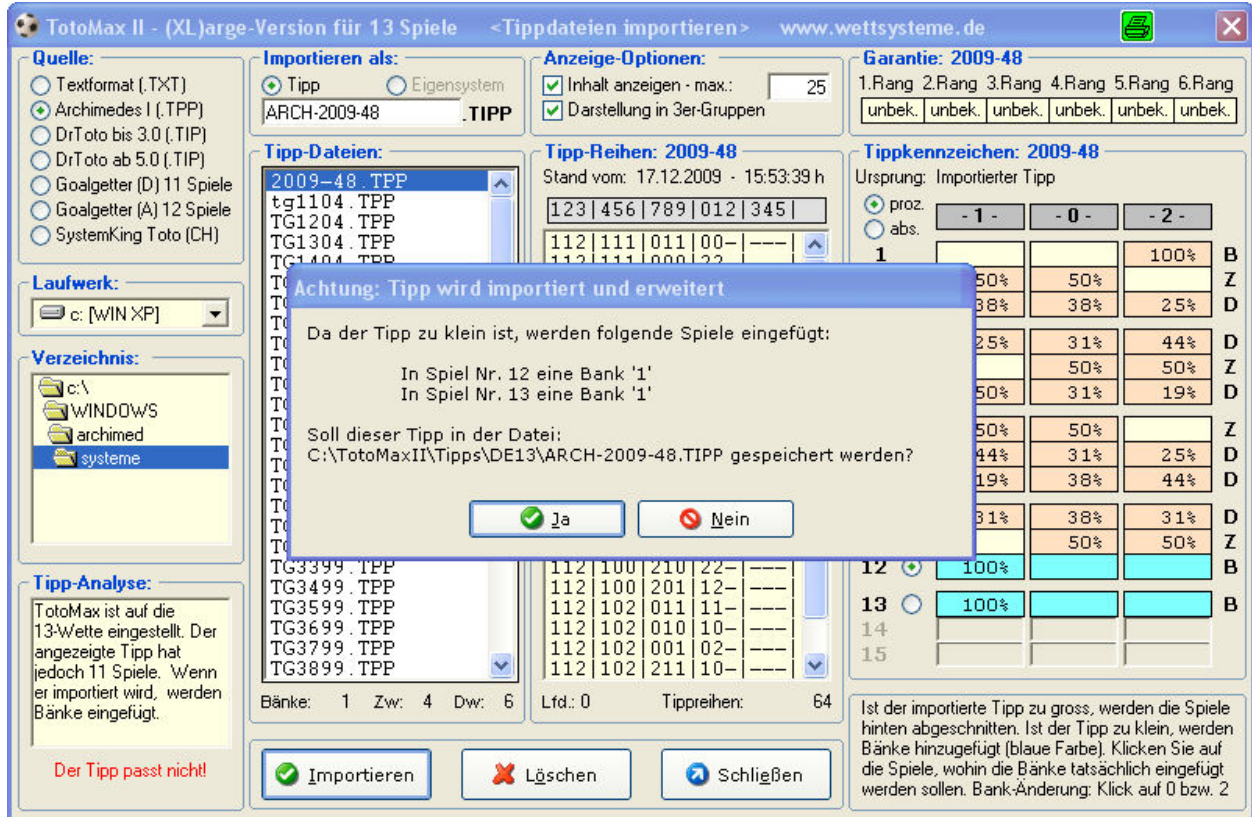 TotoMax II - (XL)arge-Version für 13 Spiele <Tippdateien importieren> www.wettsysteme.de
Quelle:
Textformat (.TXT)
Archimedes I (.TPP)
DrToto bis 3.0 (.TIP)
DrToto ab 5.0 (.TIP)
Goalgetter (D) 11 Spiele
Goalgetter (A) 12 Spiele
SystemKing Toto (CH)
Laufwerk:
c: [WIN XP]
Verzeichnis:
c:\
WINDOWS
archimed
systeme
Tipp-Analyse:
TotoMax ist auf die
13-Wette eingestellt. Der
angezeigte Tipp hat
jedoch 11 Spiele. Wenn
er importiert wird, werden
Bänke eingefügt.
Der Tipp passt nicht!
Importieren als:
Tipp Eigensystem
ARCH-2009-48 .TIPP
Tipp-Dateien:
2009-48.TPP
tg1104.TPP
TG1204.TPP
TG1304.TPP
TG1404.TPP
TG3399.TPP
TG3499.TPP
TG3599.TPP
TG3699.TPP
TG3799.TPP
TG3899.TPP
Bänke: 1 Zw: 4 Dw: 6
Anzeige-Optionen:
Inhalt anzeigen - max.: 25
Darstellung in 3er-Gruppen
Tipp-Reihen: 2009-48
Stand vom: 17.12.2009 - 15:53:39 h
123|456|789|012|345|
112|111|011|00-|---|
112|111|000|22-|---|
112|100|210|22-|---|
112|100|201|12-|---|
112|102|011|11-|---|
112|102|010|10-|---|
112|102|001|02-|---|
112|102|211|10-|---|
Lfd.: 0 Tippreihen: 64
Garantie: 2009-48
1.Rang 2.Rang 3.Rang 4.Rang 5.Rang 6.Rang
unbek. unbek. unbek. unbek. unbek. unbek.
Tippkennzeichen: 2009-48
Ursprung: Importierter Tipp
proz.
abs.
- 1 - - 0 - - 2 -
1 100% B
50% 50% Z
38% 38% 25% D
25% 31% 44% D
50% 50% Z
50% 31% 19% D
50% 50% Z
44% 31% 25% D
19% 38% 44% D
31% 38% 31% D
50% 50% Z
12 100% B
13 100% B
14
15
Ist der importierte Tipp zu gross, werden die Spiele
hinten abgeschnitten. Ist der Tipp zu klein, werden
Bänke hinzugefügt (blaue Farbe). Klicken Sie auf
die Spiele, wohin die Bänke tatsächlich eingefügt
werden sollen. Bank-Änderung: Klick auf 0 bzw. 2
Achtung: Tipp wird importiert und erweitert
Da der Tipp zu klein ist, werden folgende Spiele eingefügt:
In Spiel Nr. 12 eine Bank '1'
In Spiel Nr. 13 eine Bank '1'
Soll dieser Tipp in der Datei:
C:\TotoMaxII\Tipps\DE13\ARCH-2009-48.TIPP gespeichert werden?
Ja
Nein
Importieren
Löschen
Schließen